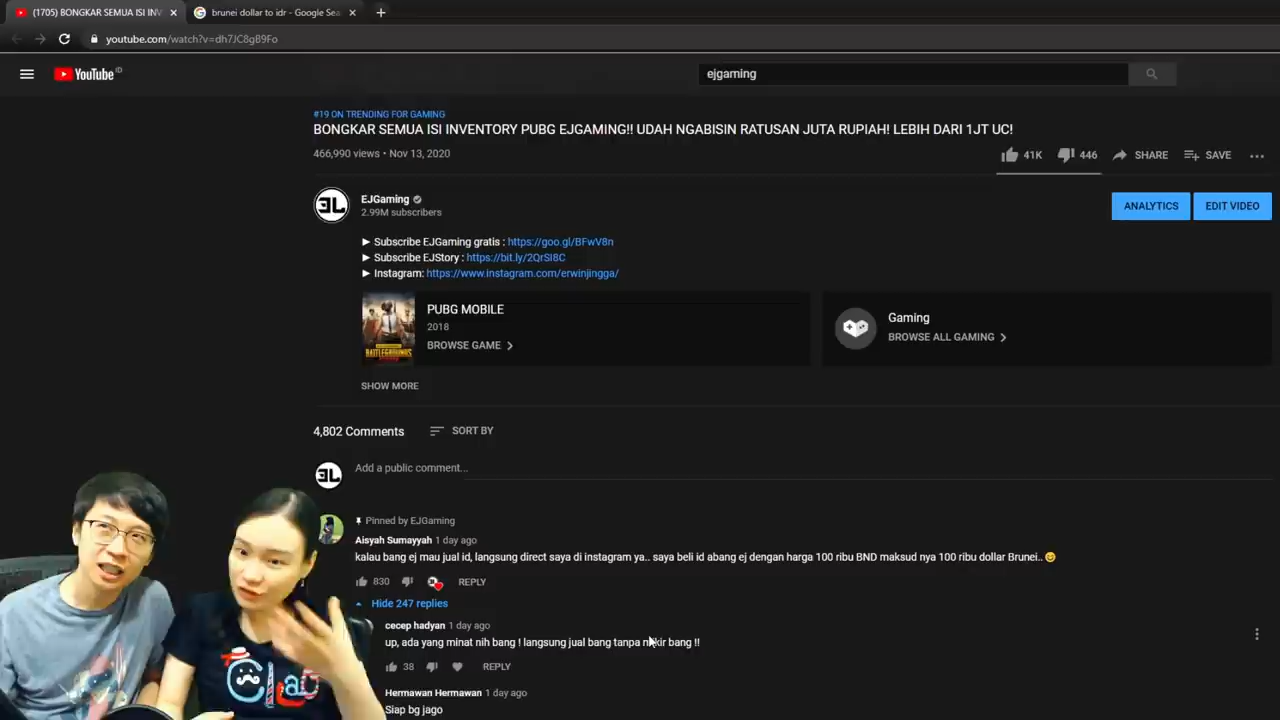 (1705) BONGKAR SEMUA ISI INV
brunei dollar to idr - Google Sea
youtube.com/watch?v=dh7JC8gB9Fo
YouTube ID
ejgaming
#19 ON TRENDING FOR GAMING
BONGKAR SEMUA ISI INVENTORY PUBG EJGAMING!! UDAH NGABISIN RATUSAN JUTA RUPIAH! LEBIH DARI 1JT UC!
466,990 views • Nov 13, 2020
41K 446 SHARE SAVE
EJGaming
2.99M subscribers
ANALYTICS EDIT VIDEO
► Subscribe EJGaming gratis : https://goo.gl/BFwV8n
► Subscribe EJStory : https://bit.ly/2QrSI8C
► Instagram: https://www.instagram.com/erwinjingga/
PUBG MOBILE
2018
BROWSE GAME
BATTLEGROUNDS
Gaming
BROWSE ALL GAMING
SHOW MORE
4,802 Comments SORT BY
Add a public comment...
Pinned by EJGaming
Aisyah Sumayyah 1 day ago
kalau bang ej mau jual id, langsung direct saya di instagram ya.. saya beli id abang ej dengan harga 100 ribu BND maksud nya 100 ribu dollar Brunei..
830 REPLY
Hide 247 replies
cecep hadyan 1 day ago
up, ada yang minat nih bang ! langsung jual bang tanpa mikir bang !!
38 REPLY
Hermawan Hermawan 1 day ago
Siap bg jago